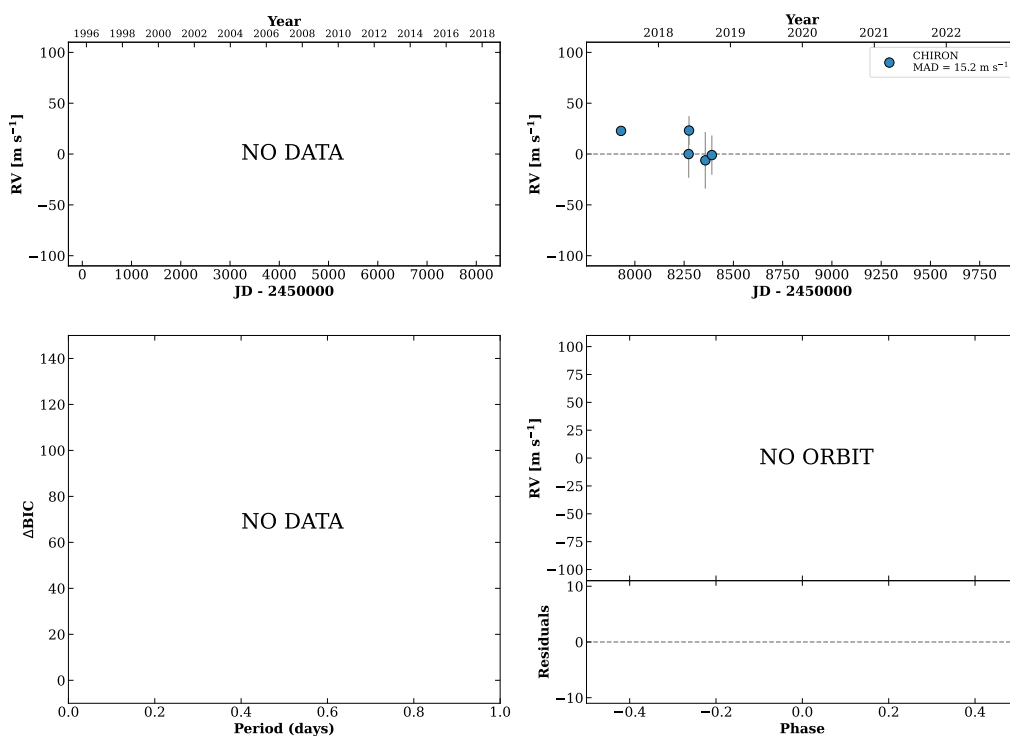 Year
1996 1998 2000 2002 2004 2006 2008 2010 2012 2014 2016 2018
100
50
0
−50
−100
RV [m s⁻¹]
NO DATA
0 1000 2000 3000 4000 5000 6000 7000 8000
JD - 2450000
Year
2018 2019 2020 2021 2022
CHIRON
MAD = 15.2 m s⁻¹
100
50
0
−50
−100
RV [m s⁻¹]
8000 8250 8500 8750 9000 9250 9500 9750
JD - 2450000
140
120
100
80
60
40
20
0
ΔBIC
NO DATA
0.0 0.2 0.4 0.6 0.8 1.0
Period (days)
100
75
50
25
0
−25
−50
−75
−100
RV [m s⁻¹]
NO ORBIT
10
0
−10
Residuals
−0.4 −0.2 0.0 0.2 0.4
Phase